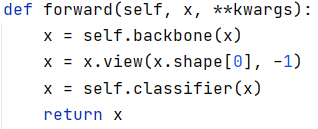 def forward(self, x, **kwargs):
    x = self.backbone(x)
    x = x.view(x.shape[0], -1)
    x = self.classifier(x)
    return x